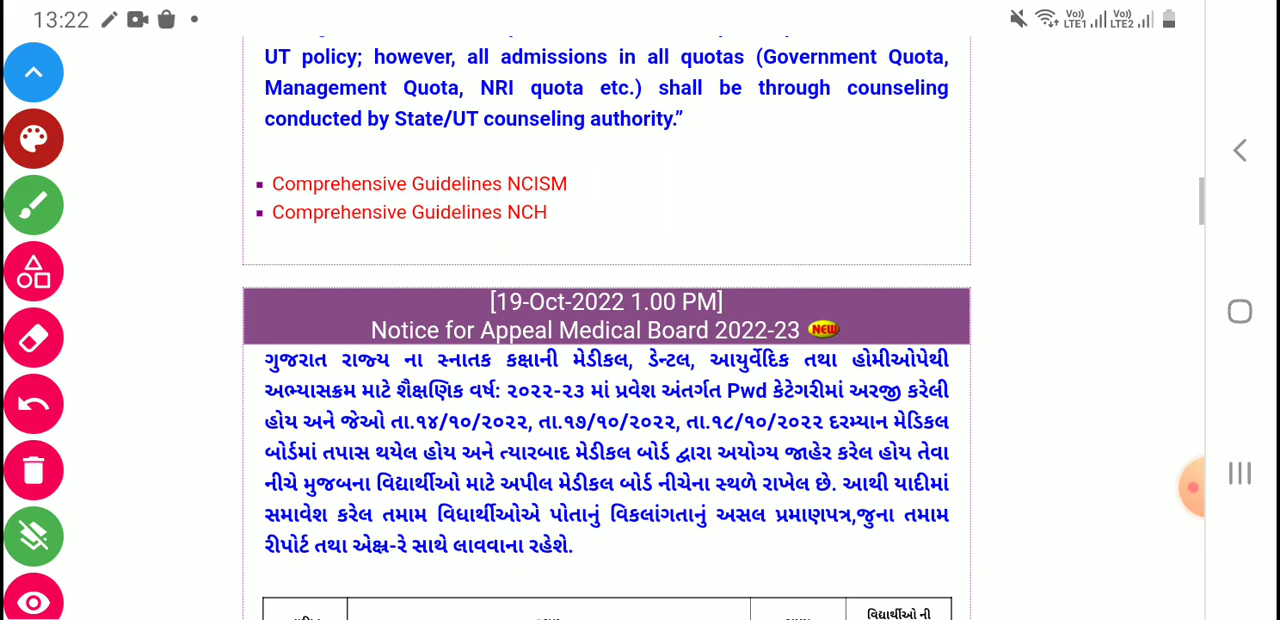 13:22
Vo)) LTE1 Vo)) LTE2
UT policy; however, all admissions in all quotas (Government Quota,
Management Quota, NRI quota etc.) shall be through counseling
conducted by State/UT counseling authority.”
Comprehensive Guidelines NCISM
Comprehensive Guidelines NCH
[19-Oct-2022 1.00 PM]
Notice for Appeal Medical Board 2022-23 NEW
ગુજરાત રાજ્ય ના સ્નાતક કક્ષાની મેડીકલ, ડેન્ટલ, આયુર્વેદિક તથા હોમીઓપેથી
અભ્યાસક્રમ માટે શૈક્ષણિક વર્ષ: ૨૦૨૨-૨૩ માં પ્રવેશ અંતર્ગત Pwd કેટેગરીમાં અરજી કરેલી
હોય અને જેઓ તા.૧૪/૧૦/૨૦૨૨, તા.૧૭/૧૦/૨૦૨૨, તા.૧૮/૧૦/૨૦૨૨ દરમ્યાન મેડિકલ
બોર્ડમાં તપાસ થયેલ હોય અને ત્યારબાદ મેડીકલ બોર્ડ દ્વારા અયોગ્ય જાહેર કરેલ હોય તેવા
નીચે મુજબના વિદ્યાર્થીઓ માટે અપીલ મેડીકલ બોર્ડ નીચેના સ્થળે રાખેલ છે. આથી યાદીમાં
સમાવેશ કરેલ તમામ વિધાર્થીઓએ પોતાનું વિકલાંગતાનું અસલ પ્રમાણપત્ર,જુના તમામ
રીપોર્ટ તથા એક્ષ-રે સાથે લાવવાના રહેશે.
વિદ્યાર્થીઓ ની